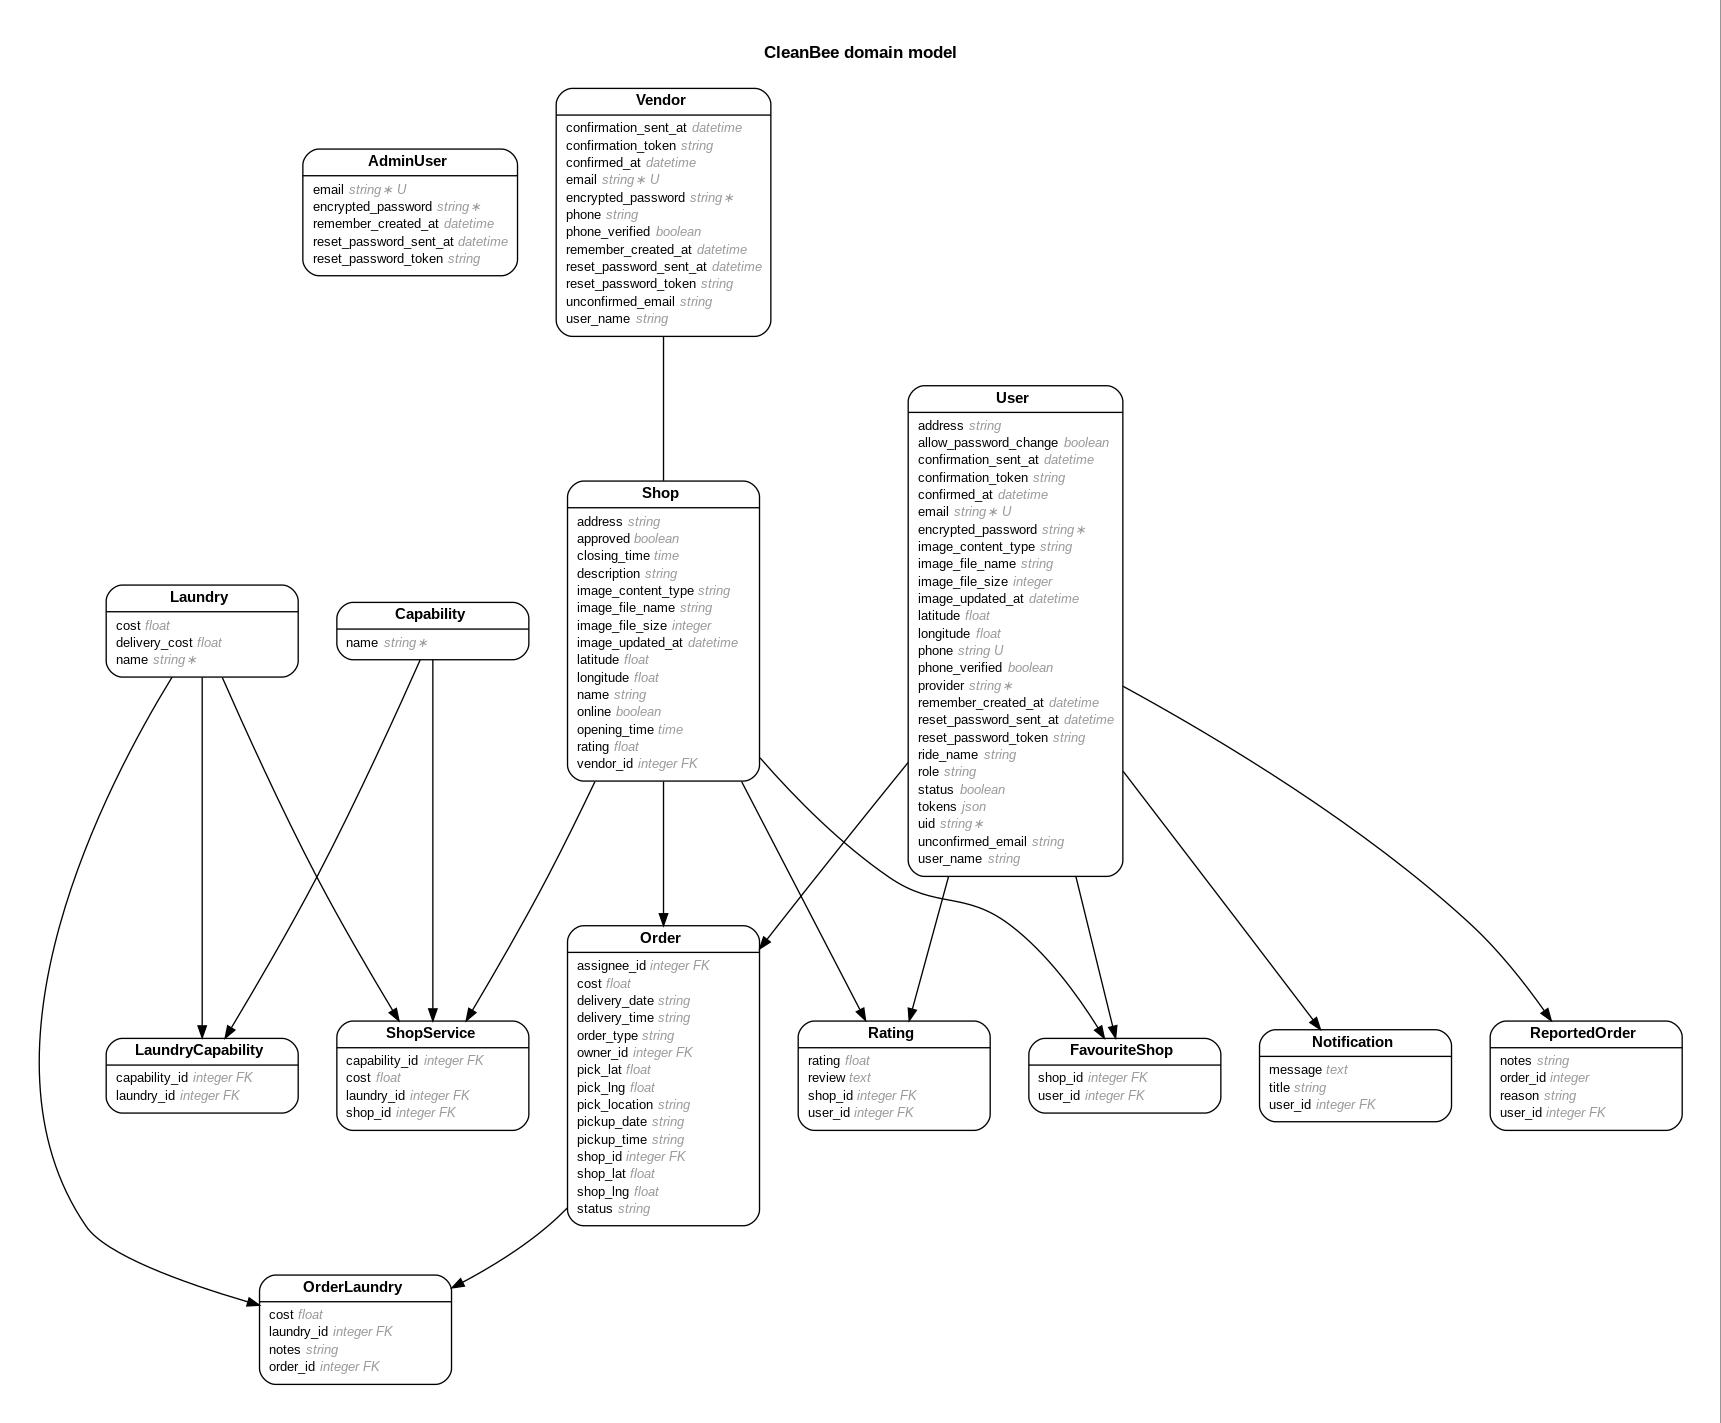 CleanBee domain model
Vendor
confirmation_sent_at datetime
confirmation_token string
confirmed_at datetime
email string∗ U
encrypted_password string∗
phone string
phone_verified boolean
remember_created_at datetime
reset_password_sent_at datetime
reset_password_token string
unconfirmed_email string
user_name string
AdminUser
email string∗ U
encrypted_password string∗
remember_created_at datetime
reset_password_sent_at datetime
reset_password_token string
User
address string
allow_password_change boolean
confirmation_sent_at datetime
confirmation_token string
confirmed_at datetime
email string∗ U
encrypted_password string∗
image_content_type string
image_file_name string
image_file_size integer
image_updated_at datetime
latitude float
longitude float
phone string U
phone_verified boolean
provider string∗
remember_created_at datetime
reset_password_sent_at datetime
reset_password_token string
ride_name string
role string
status boolean
tokens json
uid string∗
unconfirmed_email string
user_name string
Shop
address string
approved boolean
closing_time time
description string
image_content_type string
image_file_name string
image_file_size integer
image_updated_at datetime
latitude float
longitude float
name string
online boolean
opening_time time
rating float
vendor_id integer FK
Laundry
cost float
delivery_cost float
name string∗
Capability
name string∗
Order
assignee_id integer FK
cost float
delivery_date string
delivery_time string
order_type string
owner_id integer FK
pick_lat float
pick_lng float
pick_location string
pickup_date string
pickup_time string
shop_id integer FK
shop_lat float
shop_lng float
status string
LaundryCapability
capability_id integer FK
laundry_id integer FK
ShopService
capability_id integer FK
cost float
laundry_id integer FK
shop_id integer FK
Rating
rating float
review text
shop_id integer FK
user_id integer FK
FavouriteShop
shop_id integer FK
user_id integer FK
Notification
message text
title string
user_id integer FK
ReportedOrder
notes string
order_id integer
reason string
user_id integer FK
OrderLaundry
cost float
laundry_id integer FK
notes string
order_id integer FK